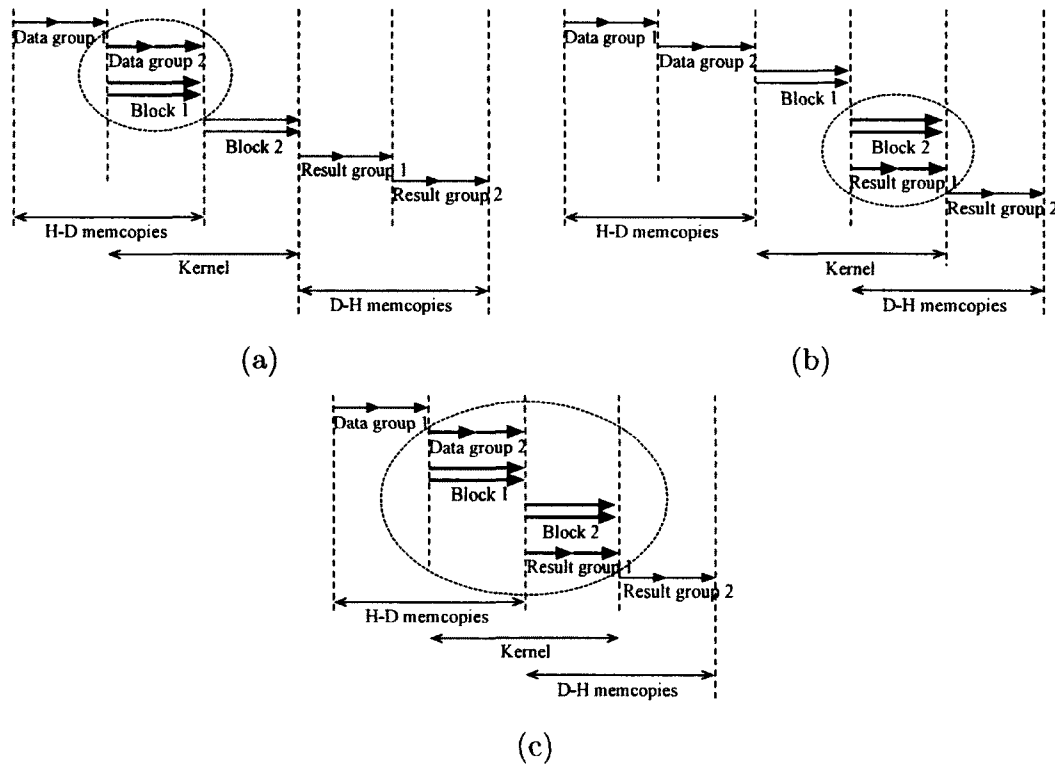 Data group 1
Data group 2
Block 1
Block 2
Result group 1
Result group 2
H-D memcopies
Kernel
D-H memcopies
(a)
Data group 1
Data group 2
Block 1
Block 2
Result group 1
Result group 2
H-D memcopies
Kernel
D-H memcopies
(b)
Data group 1
Data group 2
Block 1
Block 2
Result group 1
Result group 2
H-D memcopies
Kernel
D-H memcopies
(c)